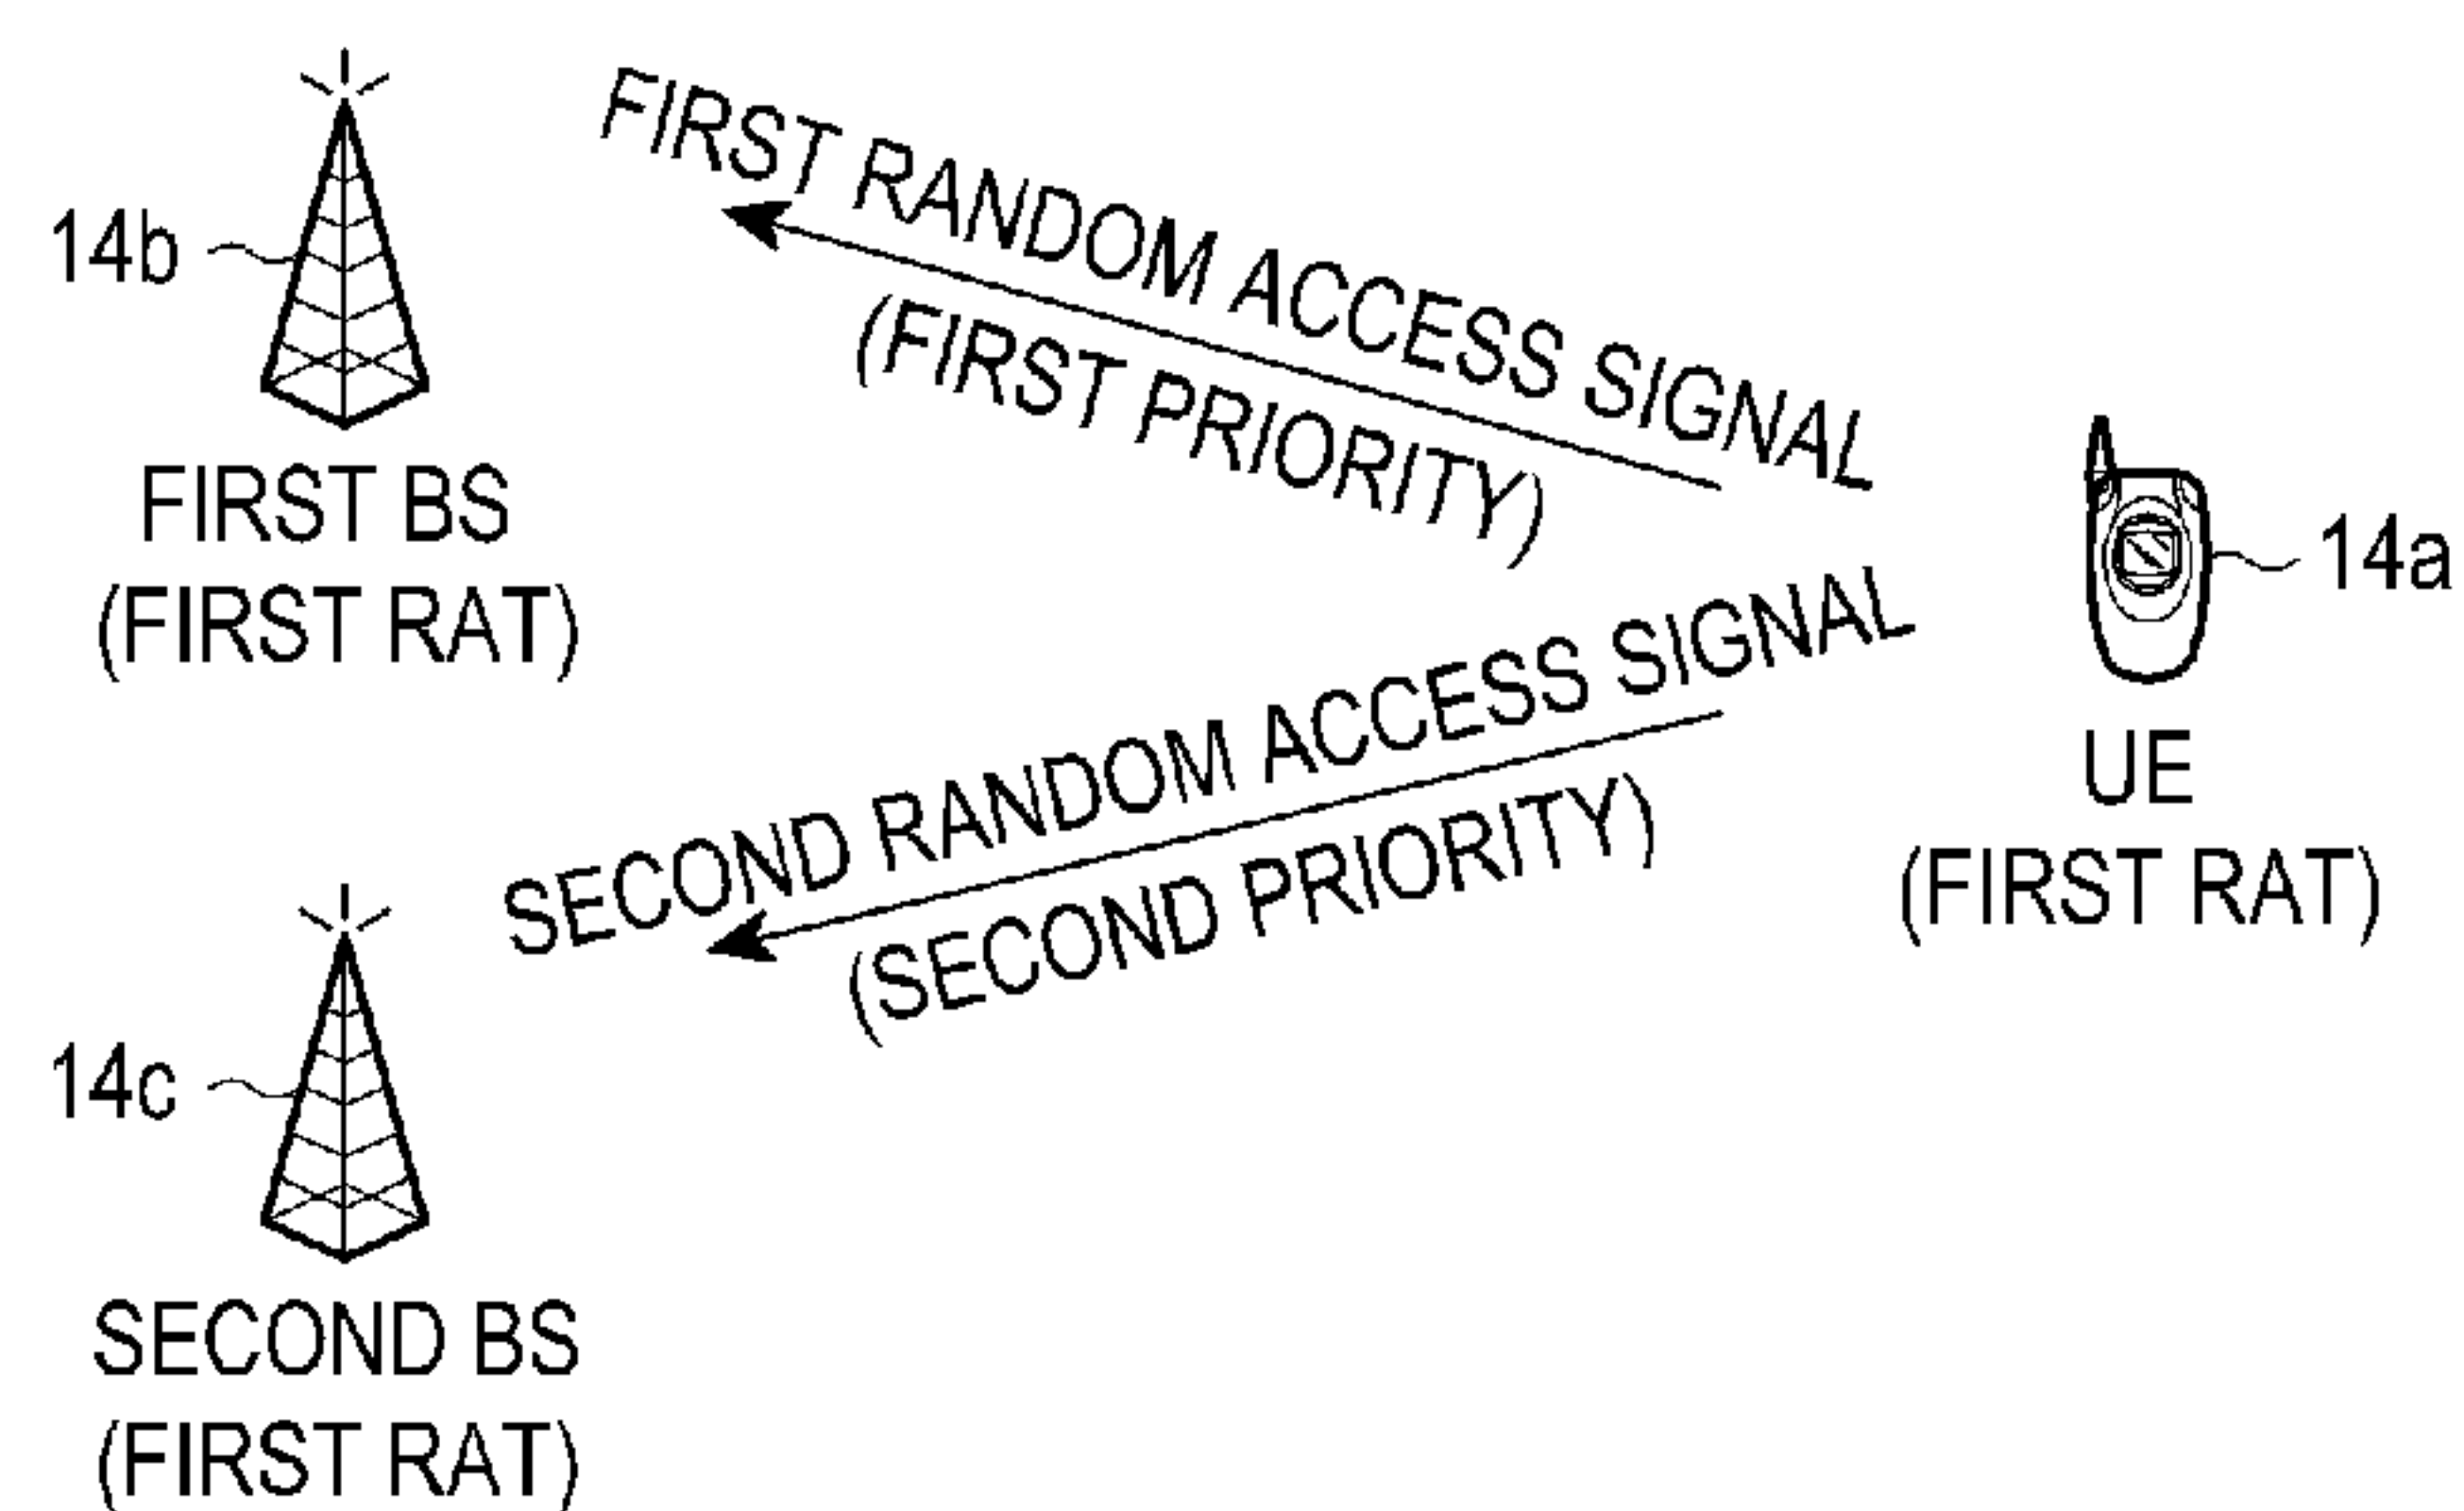 FIRST RANDOM ACCESS SIGNAL
(FIRST PRIORITY)
14b
FIRST BS
(FIRST RAT)
14a
UE
(FIRST RAT)
SECOND RANDOM ACCESS SIGNAL
(SECOND PRIORITY)
14c
SECOND BS
(FIRST RAT)